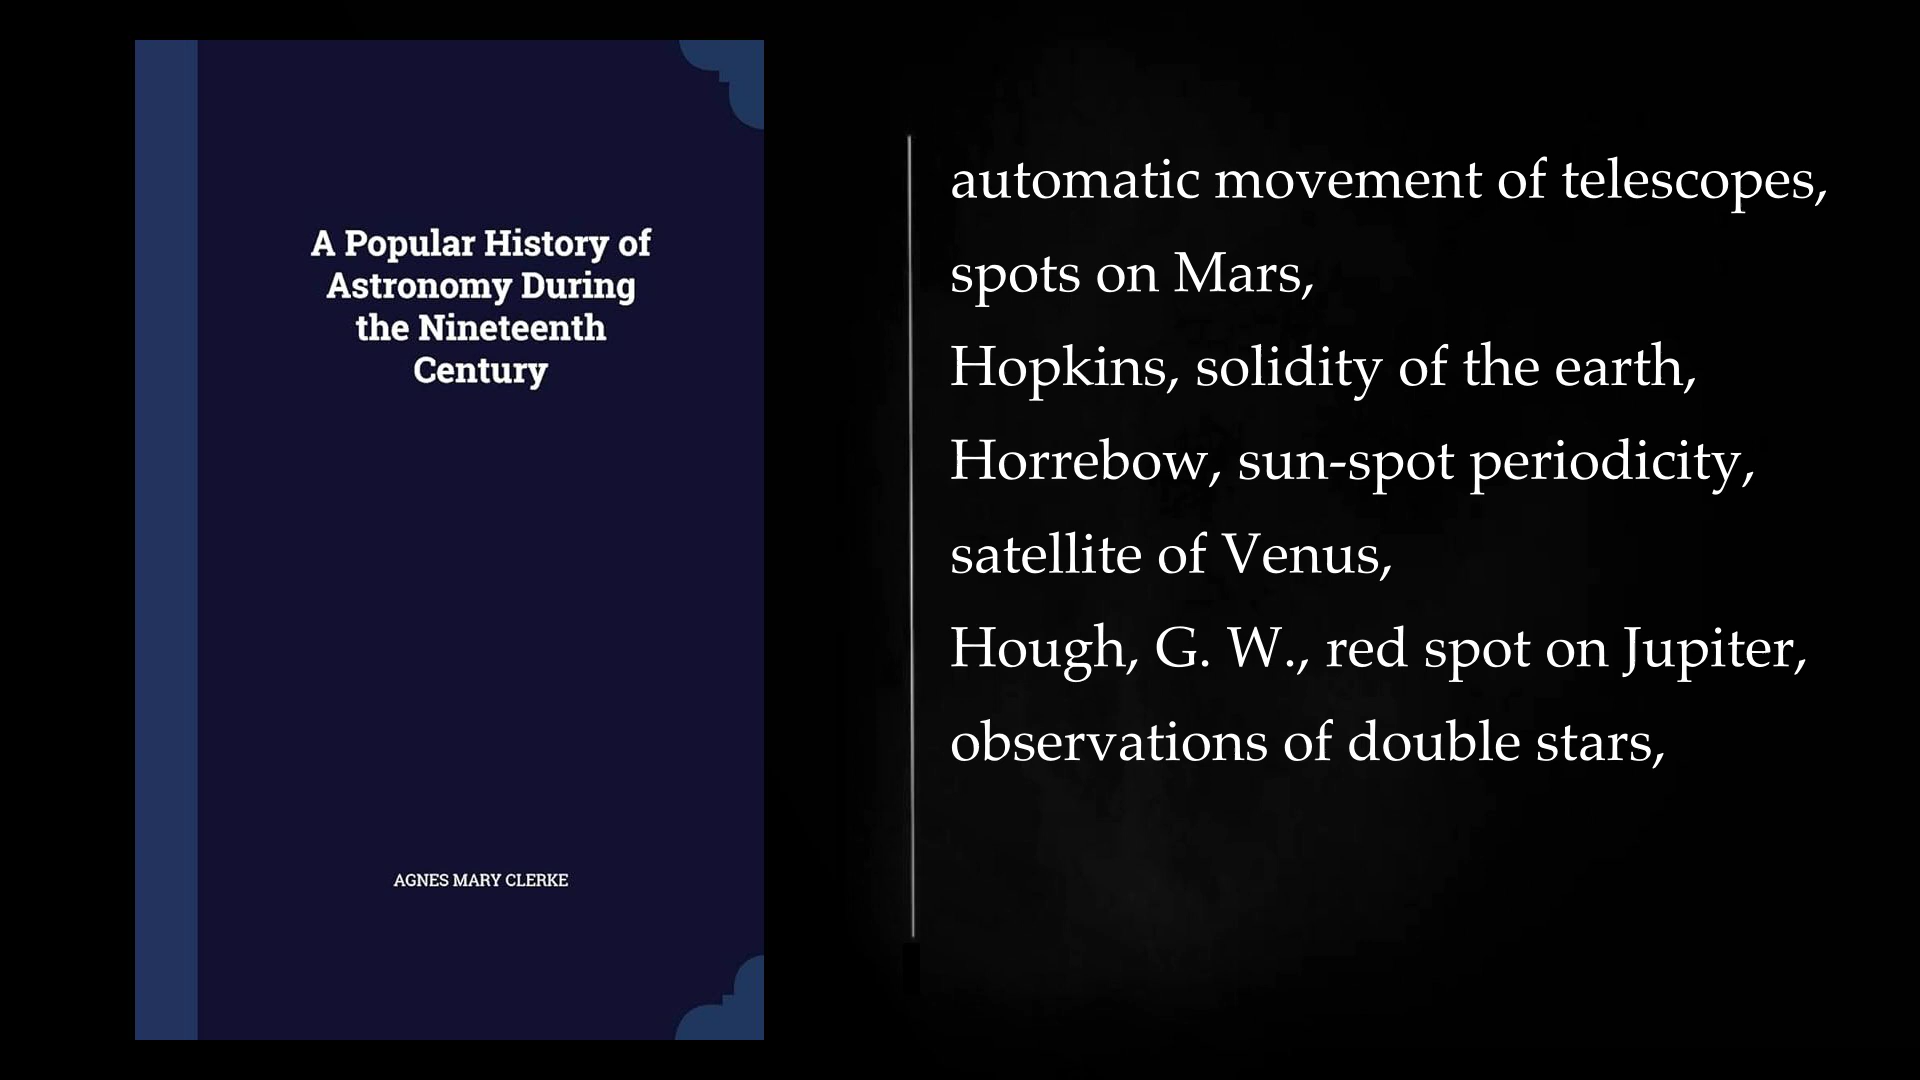 A Popular History of
Astronomy During
the Nineteenth
Century
AGNES MARY CLERKE
automatic movement of telescopes,
spots on Mars,
Hopkins, solidity of the earth,
Horrebow, sun-spot periodicity,
satellite of Venus,
Hough, G. W., red spot on Jupiter,
observations of double stars,